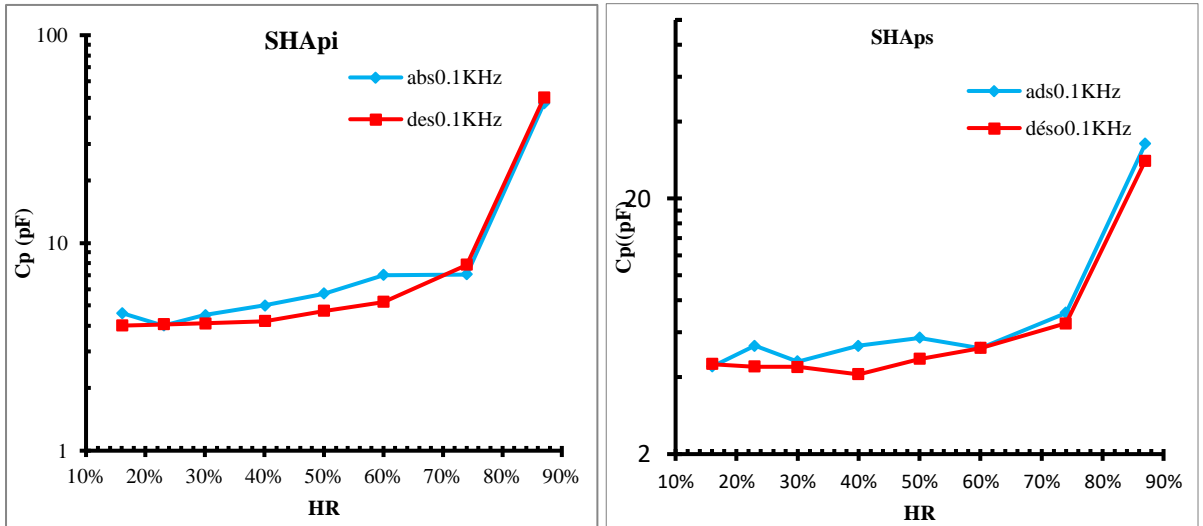 SHApi
100
10
1
Cp (pF)
abs0.1KHz
des0.1KHz
10% 20% 30% 40% 50% 60% 70% 80% 90%
HR
SHAps
20
2
Cp((pF)
ads0.1KHz
déso0.1KHz
10% 20% 30% 40% 50% 60% 70% 80% 90%
HR